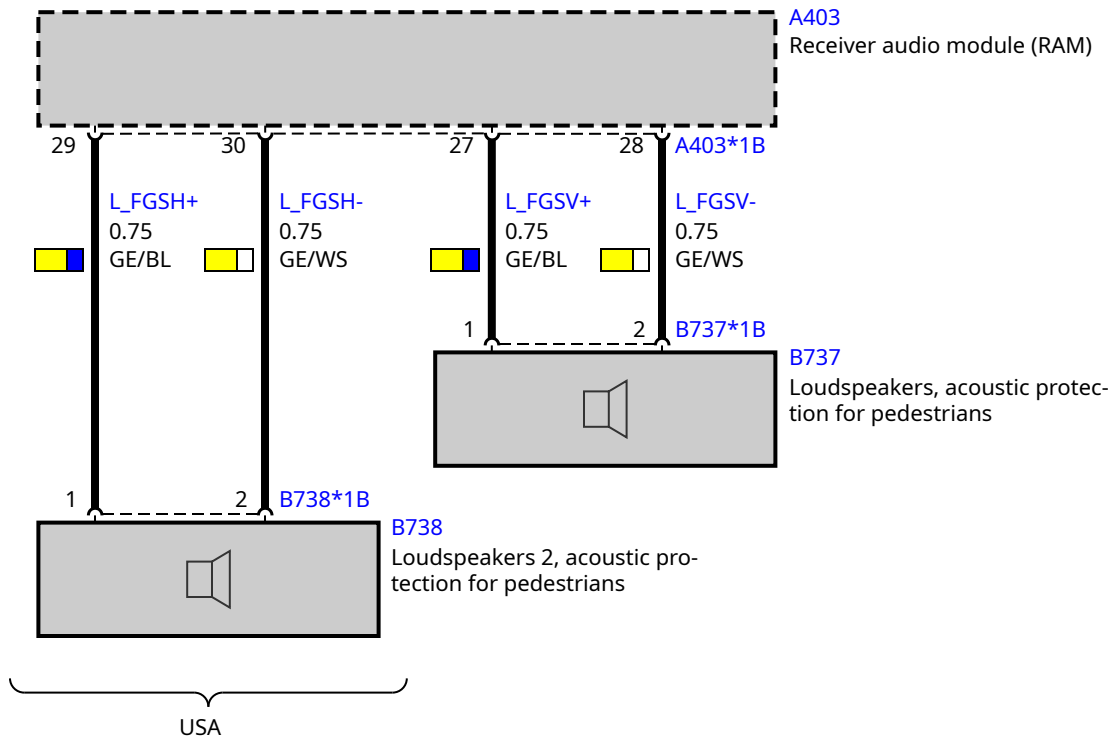 A403
Receiver audio module (RAM)
29
30
27
28
A403*1B
L_FGSH+
0.75
GE/BL
L_FGSH-
0.75
GE/WS
L_FGSV+
0.75
GE/BL
L_FGSV-
0.75
GE/WS
1
2
B737*1B
B737
Loudspeakers, acoustic protec-
tion for pedestrians
1
2
B738*1B
B738
Loudspeakers 2, acoustic pro-
tection for pedestrians
USA